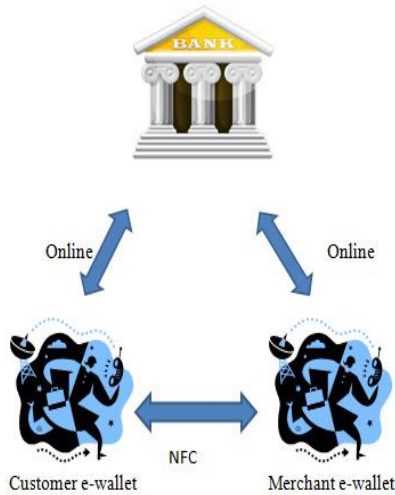 BANK
Online
Online
NFC
Customer e-wallet
Merchant e-wallet